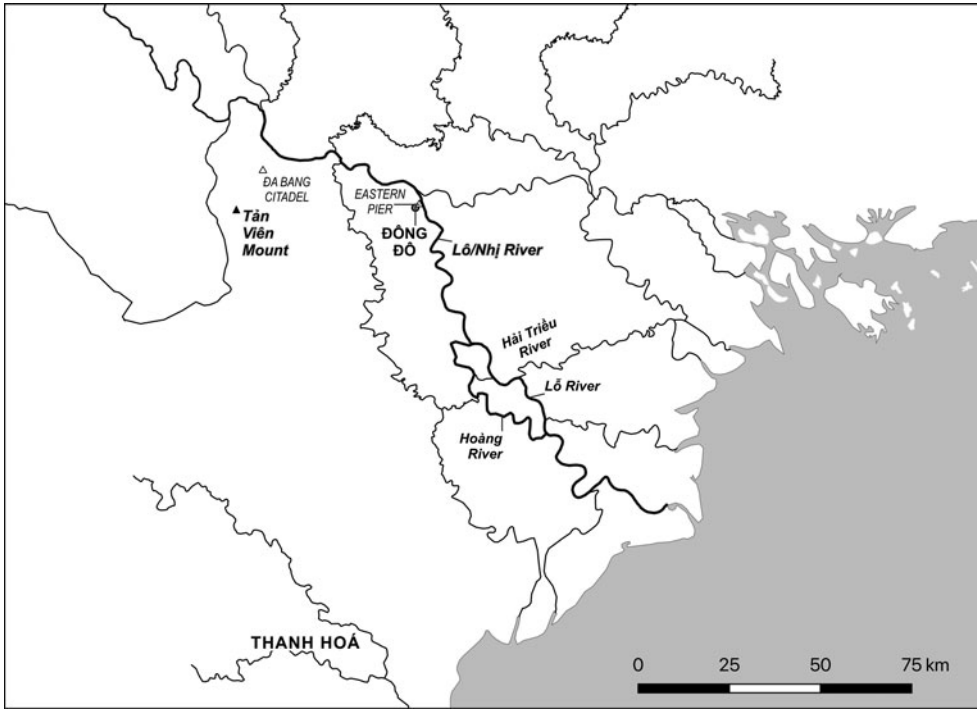 ĐA BANG
CITADEL
Tản
Viên
Mount
EASTERN
PIER
ĐÔNG
ĐÔ
Lô/Nhị River
Hải Triều
River
Lỗ River
Hoàng
River
THANH HOÁ
0 25 50 75 km